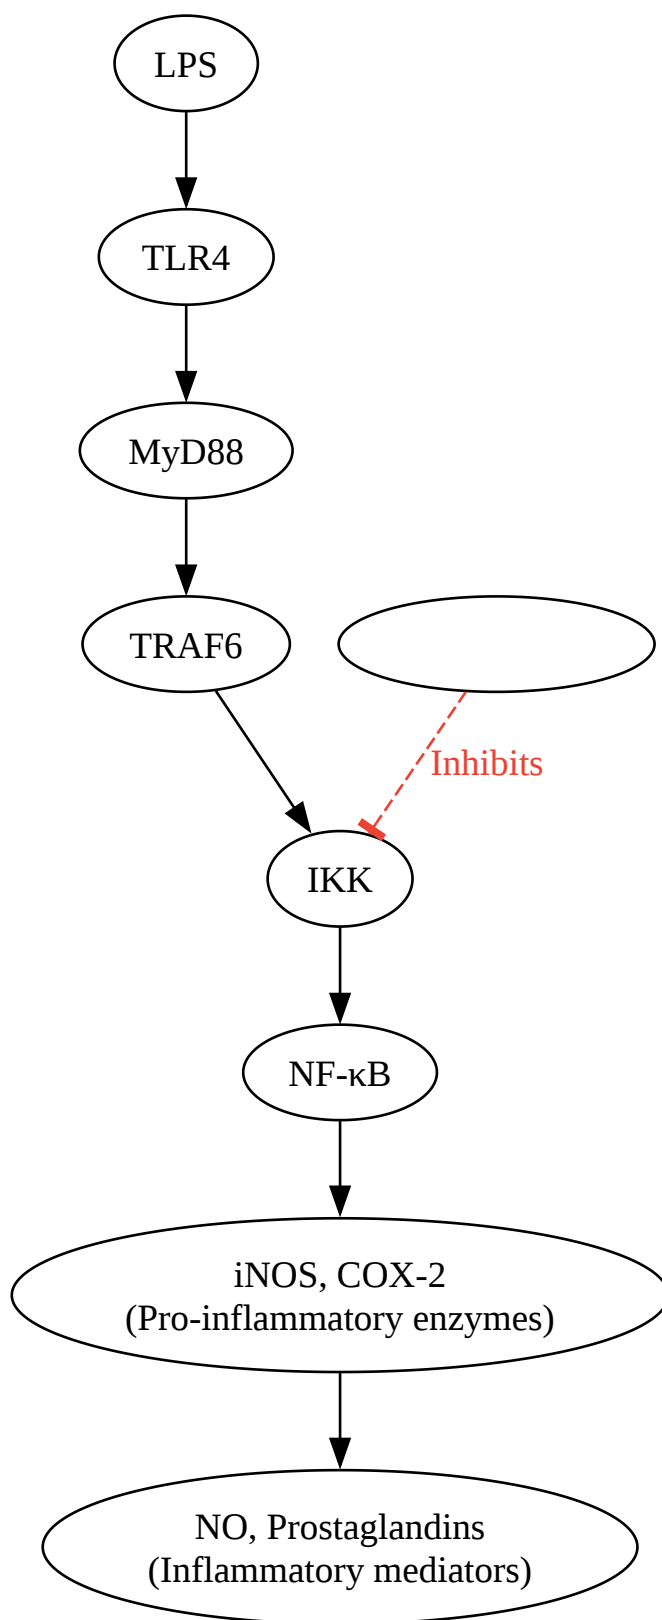 LPS
TLR4
MyD88
TRAF6
Inhibits
IKK
NF-κB
iNOS, COX-2
(Pro-inflammatory enzymes)
NO, Prostaglandins
(Inflammatory mediators)